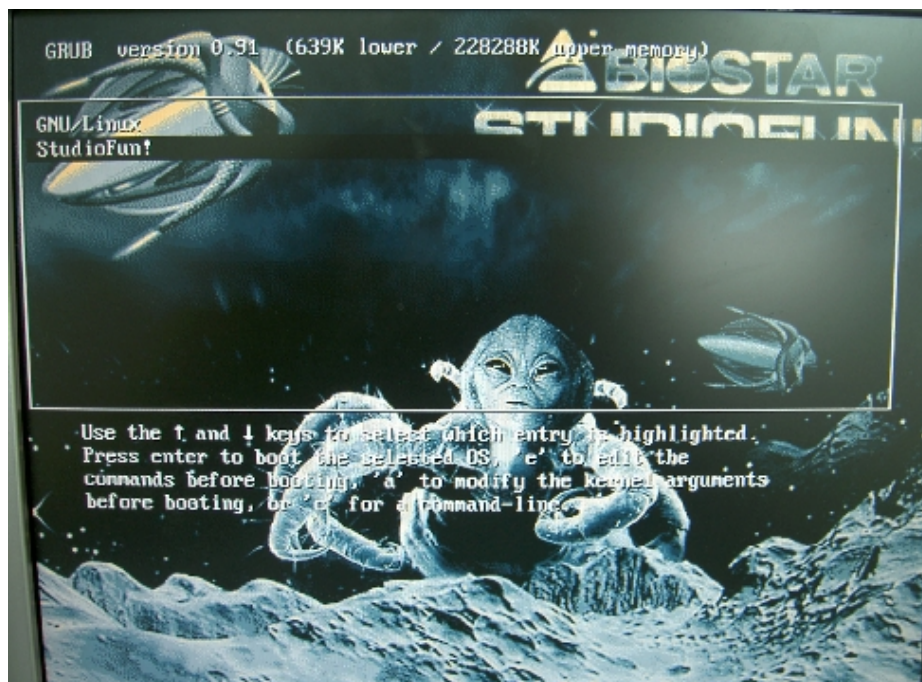 GRUB version 0.91 (639K lower / 228288K upper memory)
BIOSTAR
STUDIOFUN
GNU/Linux
StudioFun!
Use the ↑ and ↓ keys to select which entry is highlighted.
Press enter to boot the selected OS, 'e' to edit the
commands before booting, 'a' to modify the kernel arguments
before booting, or 'c' for a command-line.